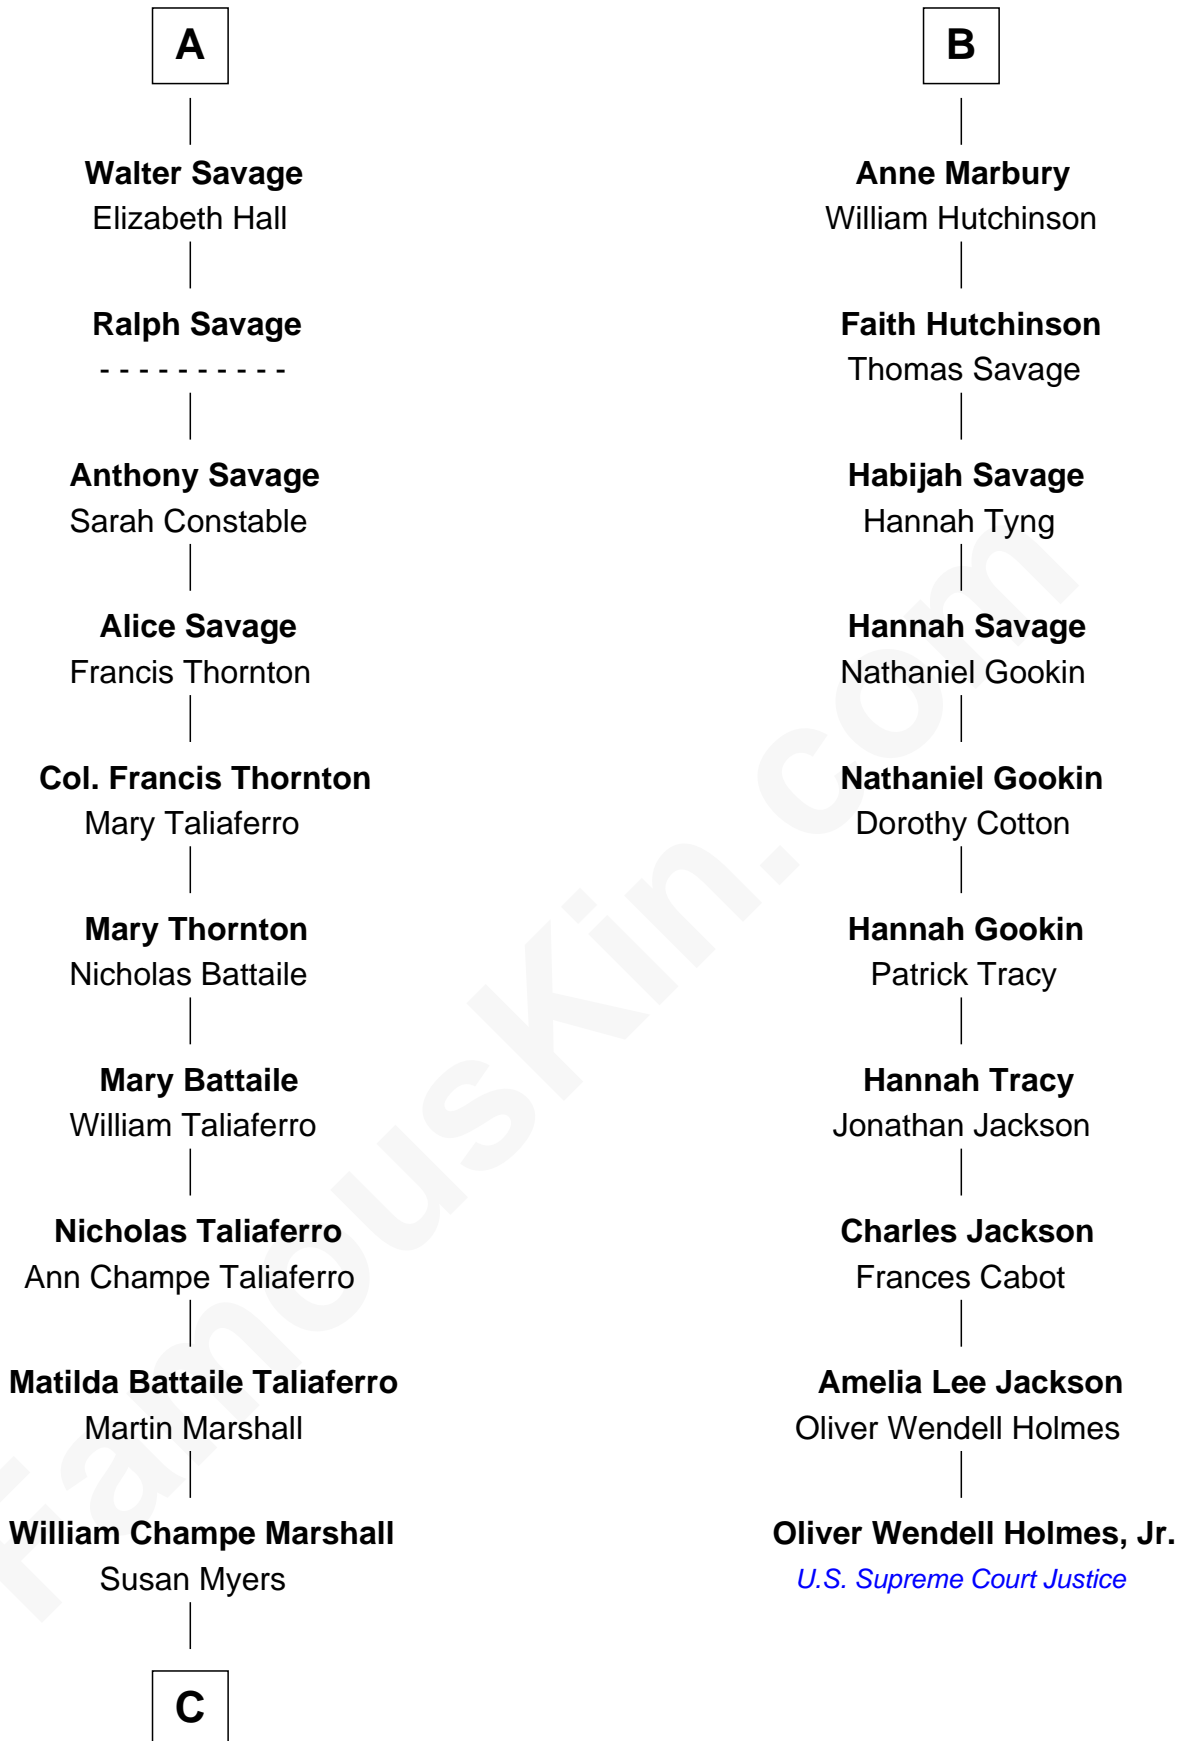 A
Walter Savage
Elizabeth Hall
Ralph Savage
- - - - - - - - - -
Anthony Savage
Sarah Constable
Alice Savage
Francis Thornton
Col. Francis Thornton
Mary Taliaferro
Mary Thornton
Nicholas Battaile
Mary Battaile
William Taliaferro
Nicholas Taliaferro
Ann Champe Taliaferro
Matilda Battaile Taliaferro
Martin Marshall
William Champe Marshall
Susan Myers
C
B
Anne Marbury
William Hutchinson
Faith Hutchinson
Thomas Savage
Habijah Savage
Hannah Tyng
Hannah Savage
Nathaniel Gookin
Nathaniel Gookin
Dorothy Cotton
Hannah Gookin
Patrick Tracy
Hannah Tracy
Jonathan Jackson
Charles Jackson
Frances Cabot
Amelia Lee Jackson
Oliver Wendell Holmes
Oliver Wendell Holmes, Jr.
U.S. Supreme Court Justice
FamousKin.com